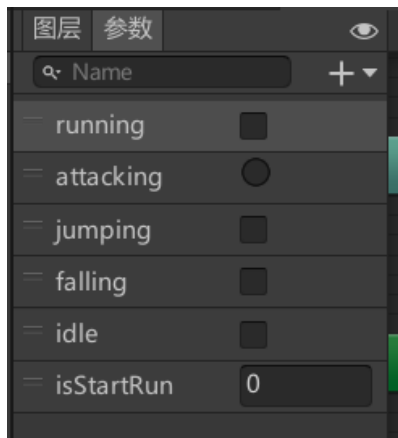 图层 参数
Name
running
attacking
jumping
falling
idle
isStartRun 0